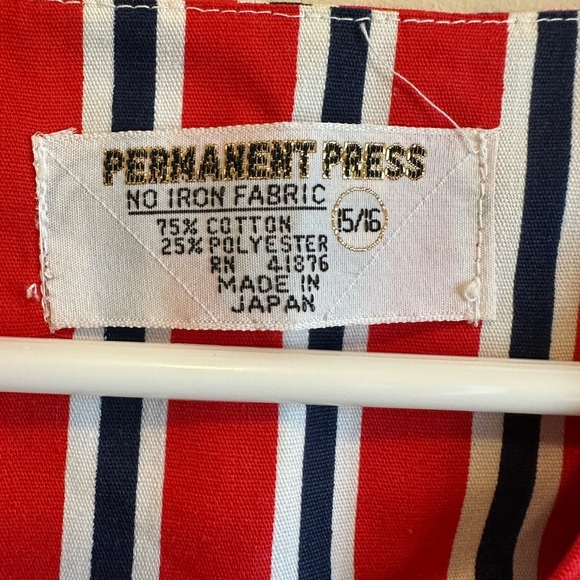 PERMANENT PRESS
NO IRON FABRIC
15/16
75% COTTON
25% POLYESTER
RN 41876
MADE IN
JAPAN